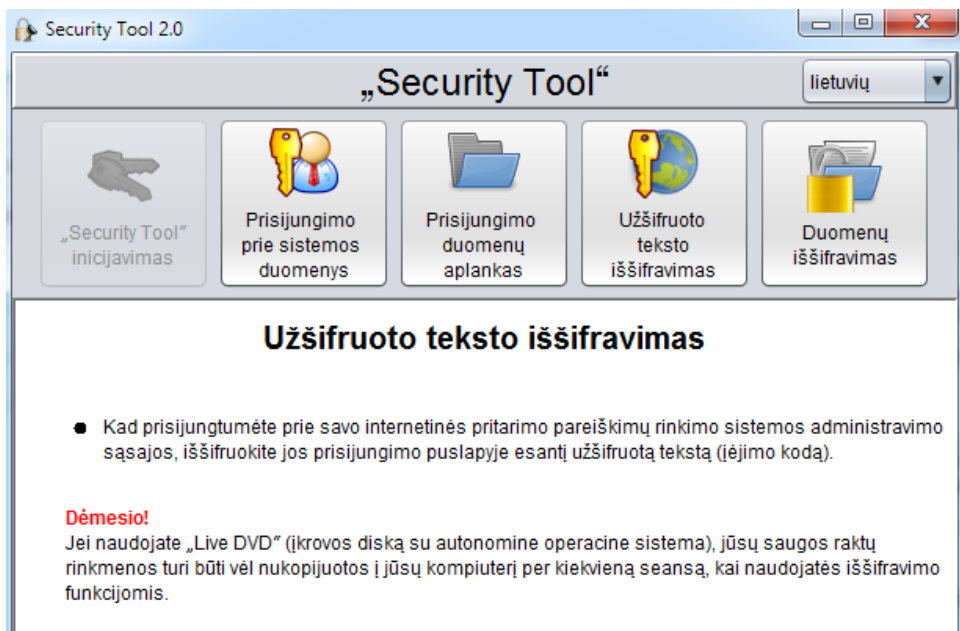 Security Tool 2.0
„Security Tool“
lietuvių
„Security Tool“
inicijavimas
Prisijungimo
prie sistemos
duomenys
Prisijungimo
duomenų
aplankas
Užšifruoto
teksto
iššifravimas
Duomenų
iššifravimas
Užšifruoto teksto iššifravimas
Kad prisijungtumėte prie savo internetinės pritarimo pareiškimų rinkimo sistemos administravimo
sąsajos, iššifruokite jos prisijungimo puslapyje esantį užšifruotą tekstą (įėjimo kodą).
Dėmesio!
Jei naudojate „Live DVD“ (įkrovos diską su autonomine operacine sistema), jūsų saugos raktų
rinkmenos turi būti vėl nukopijuotos į jūsų kompiuterį per kiekvieną seansą, kai naudojatės iššifravimo
funkcijomis.